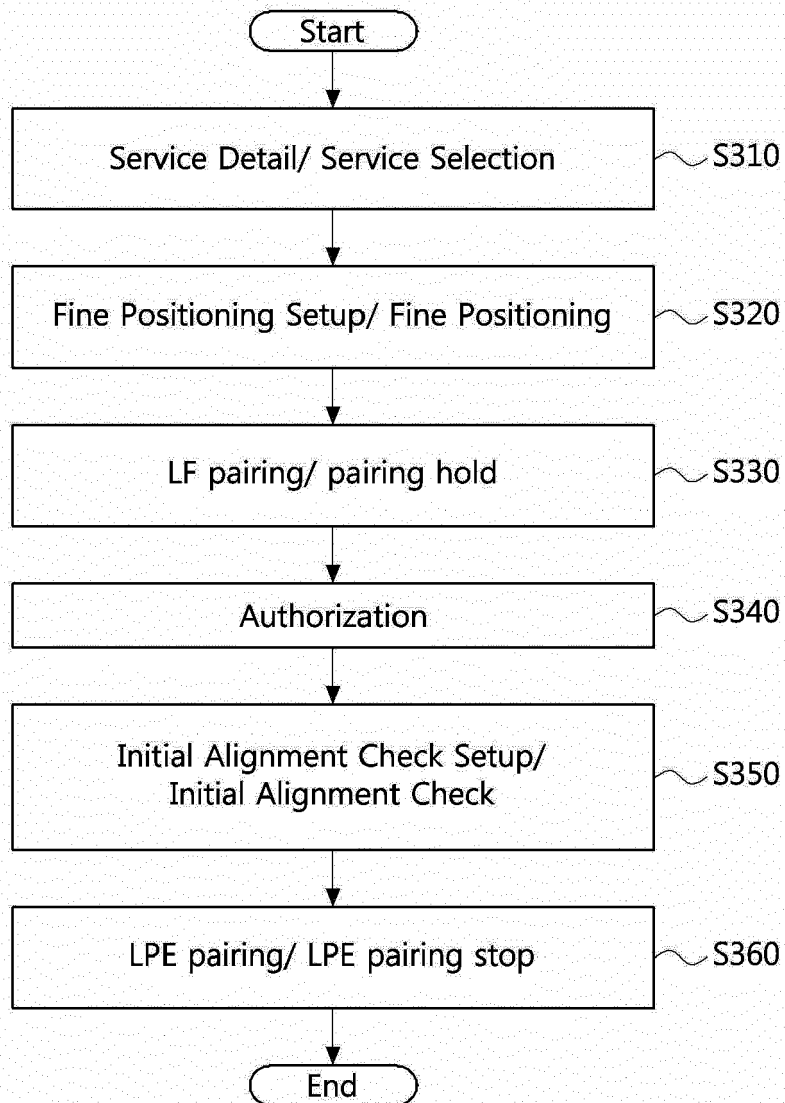 Start
Service Detail/ Service Selection
S310
Fine Positioning Setup/ Fine Positioning
S320
LF pairing/ pairing hold
S330
Authorization
S340
Initial Alignment Check Setup/
Initial Alignment Check
S350
LPE pairing/ LPE pairing stop
S360
End